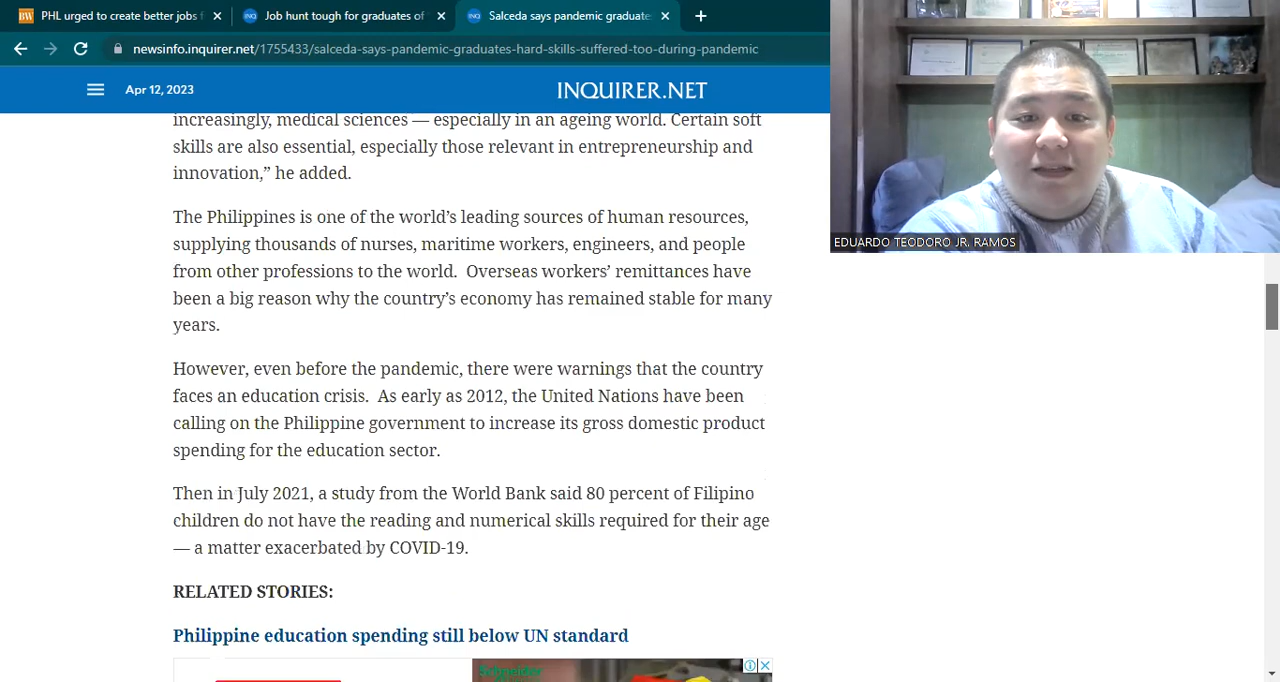 PHL urged to create better jobs f
Job hunt tough for graduates of
Salceda says pandemic graduate
newsinfo.inquirer.net/1755433/salceda-says-pandemic-graduates-hard-skills-suffered-too-during-pandemic
Apr 12, 2023
INQUIRER.NET
increasingly, medical sciences — especially in an ageing world. Certain soft
skills are also essential, especially those relevant in entrepreneurship and
innovation,” he added.
The Philippines is one of the world’s leading sources of human resources,
supplying thousands of nurses, maritime workers, engineers, and people
from other professions to the world. Overseas workers’ remittances have
been a big reason why the country’s economy has remained stable for many
years.
However, even before the pandemic, there were warnings that the country
faces an education crisis. As early as 2012, the United Nations have been
calling on the Philippine government to increase its gross domestic product
spending for the education sector.
Then in July 2021, a study from the World Bank said 80 percent of Filipino
children do not have the reading and numerical skills required for their age
— a matter exacerbated by COVID-19.
RELATED STORIES:
Philippine education spending still below UN standard
EDUARDO TEODORO JR. RAMOS